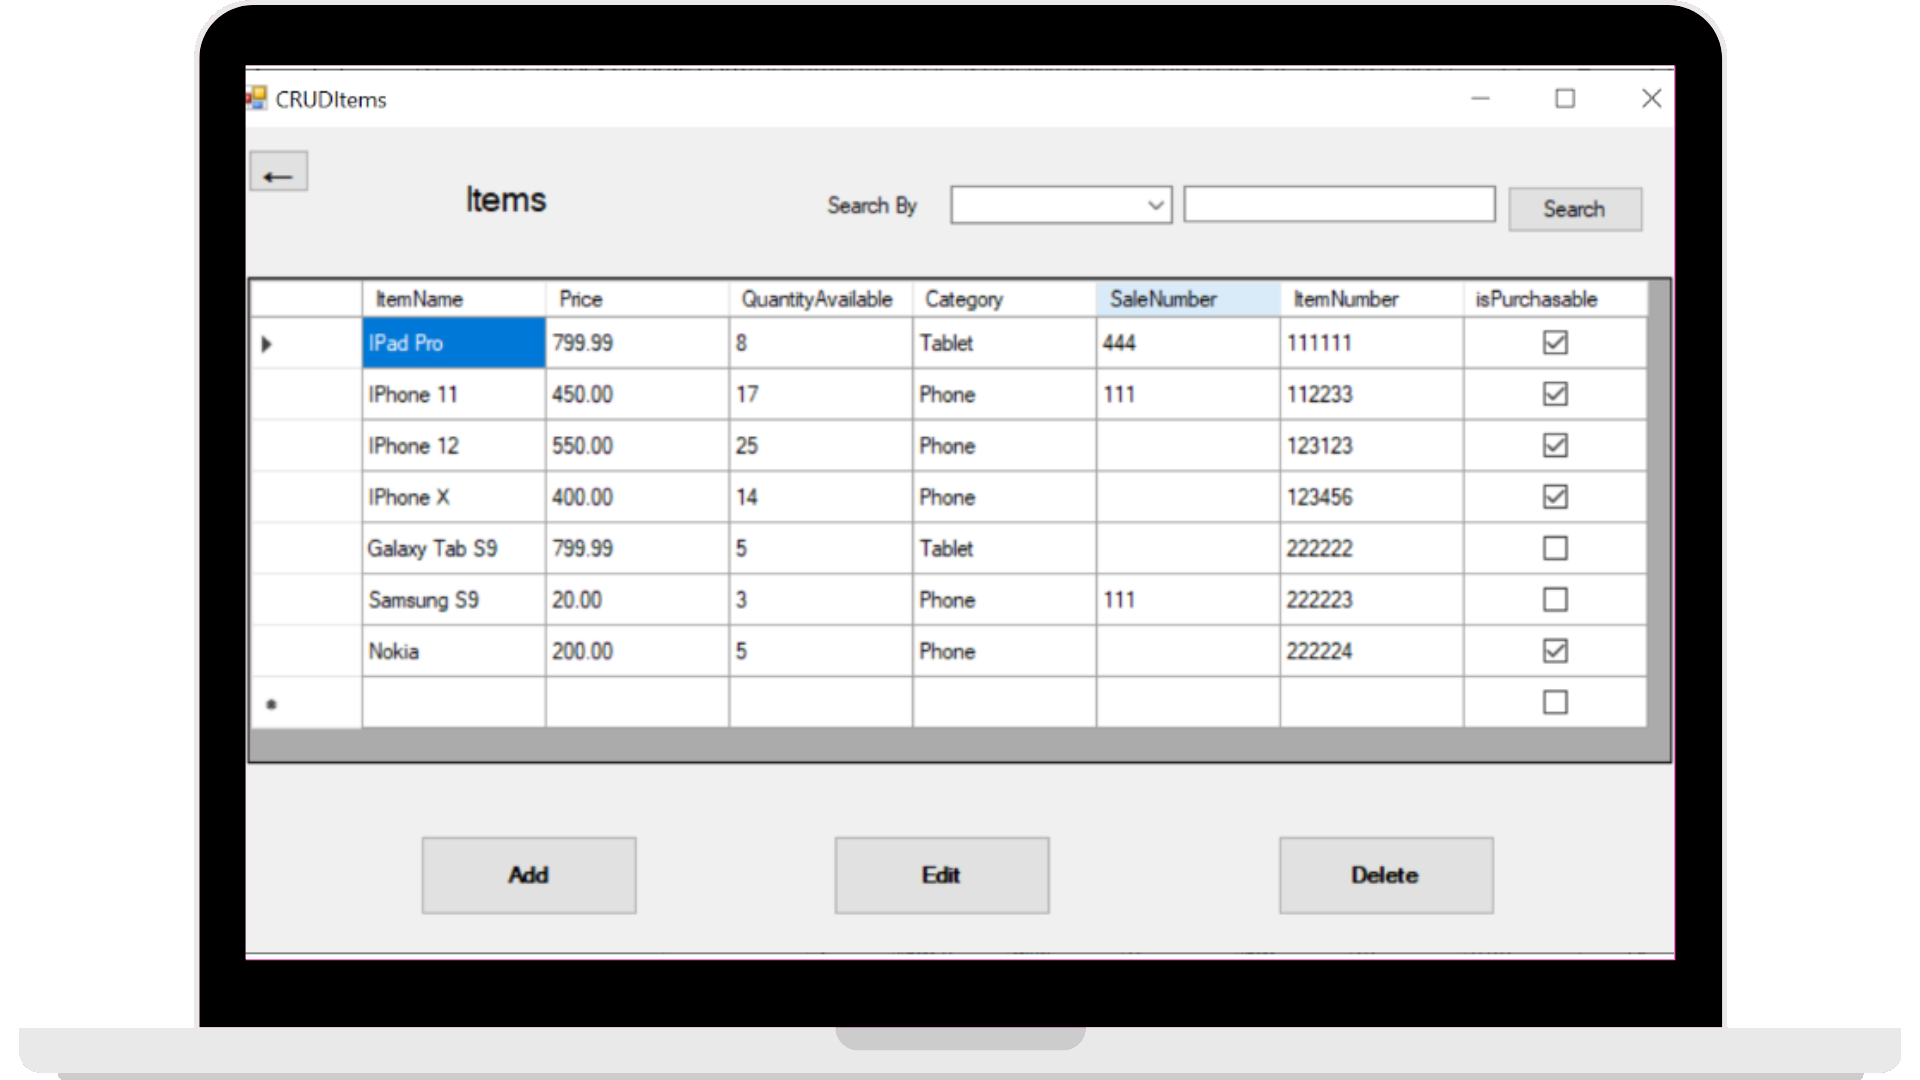 CRUDItems
←
Items
Search By
Search
ItemName Price QuantityAvailable Category SaleNumber ItemNumber isPurchasable
IPad Pro 799.99 8 Tablet 444 111111
IPhone 11 450.00 17 Phone 111 112233
IPhone 12 550.00 25 Phone 123123
IPhone X 400.00 14 Phone 123456
Galaxy Tab S9 799.99 5 Tablet 222222
Samsung S9 20.00 3 Phone 111 222223
Nokia 200.00 5 Phone 222224
Add Edit Delete